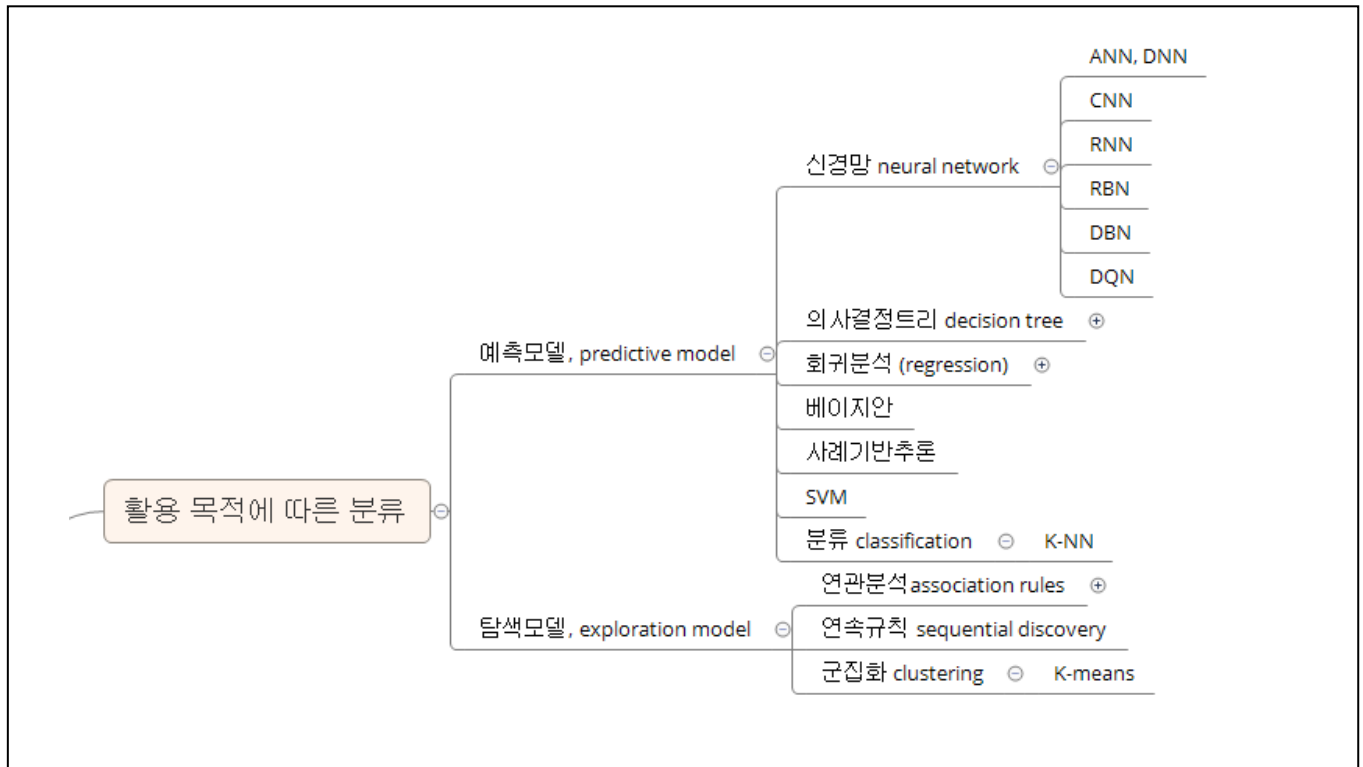 ANN, DNN
CNN
RNN
신경망 neural network
RBN
DBN
DQN
의사결정트리 decision tree
예측모델, predictive model
회귀분석 (regression)
베이지안
사례기반추론
SVM
활용 목적에 따른 분류
분류 classification K-NN
연관분석association rules
탐색모델, exploration model
연속규칙 sequential discovery
군집화 clustering K-means